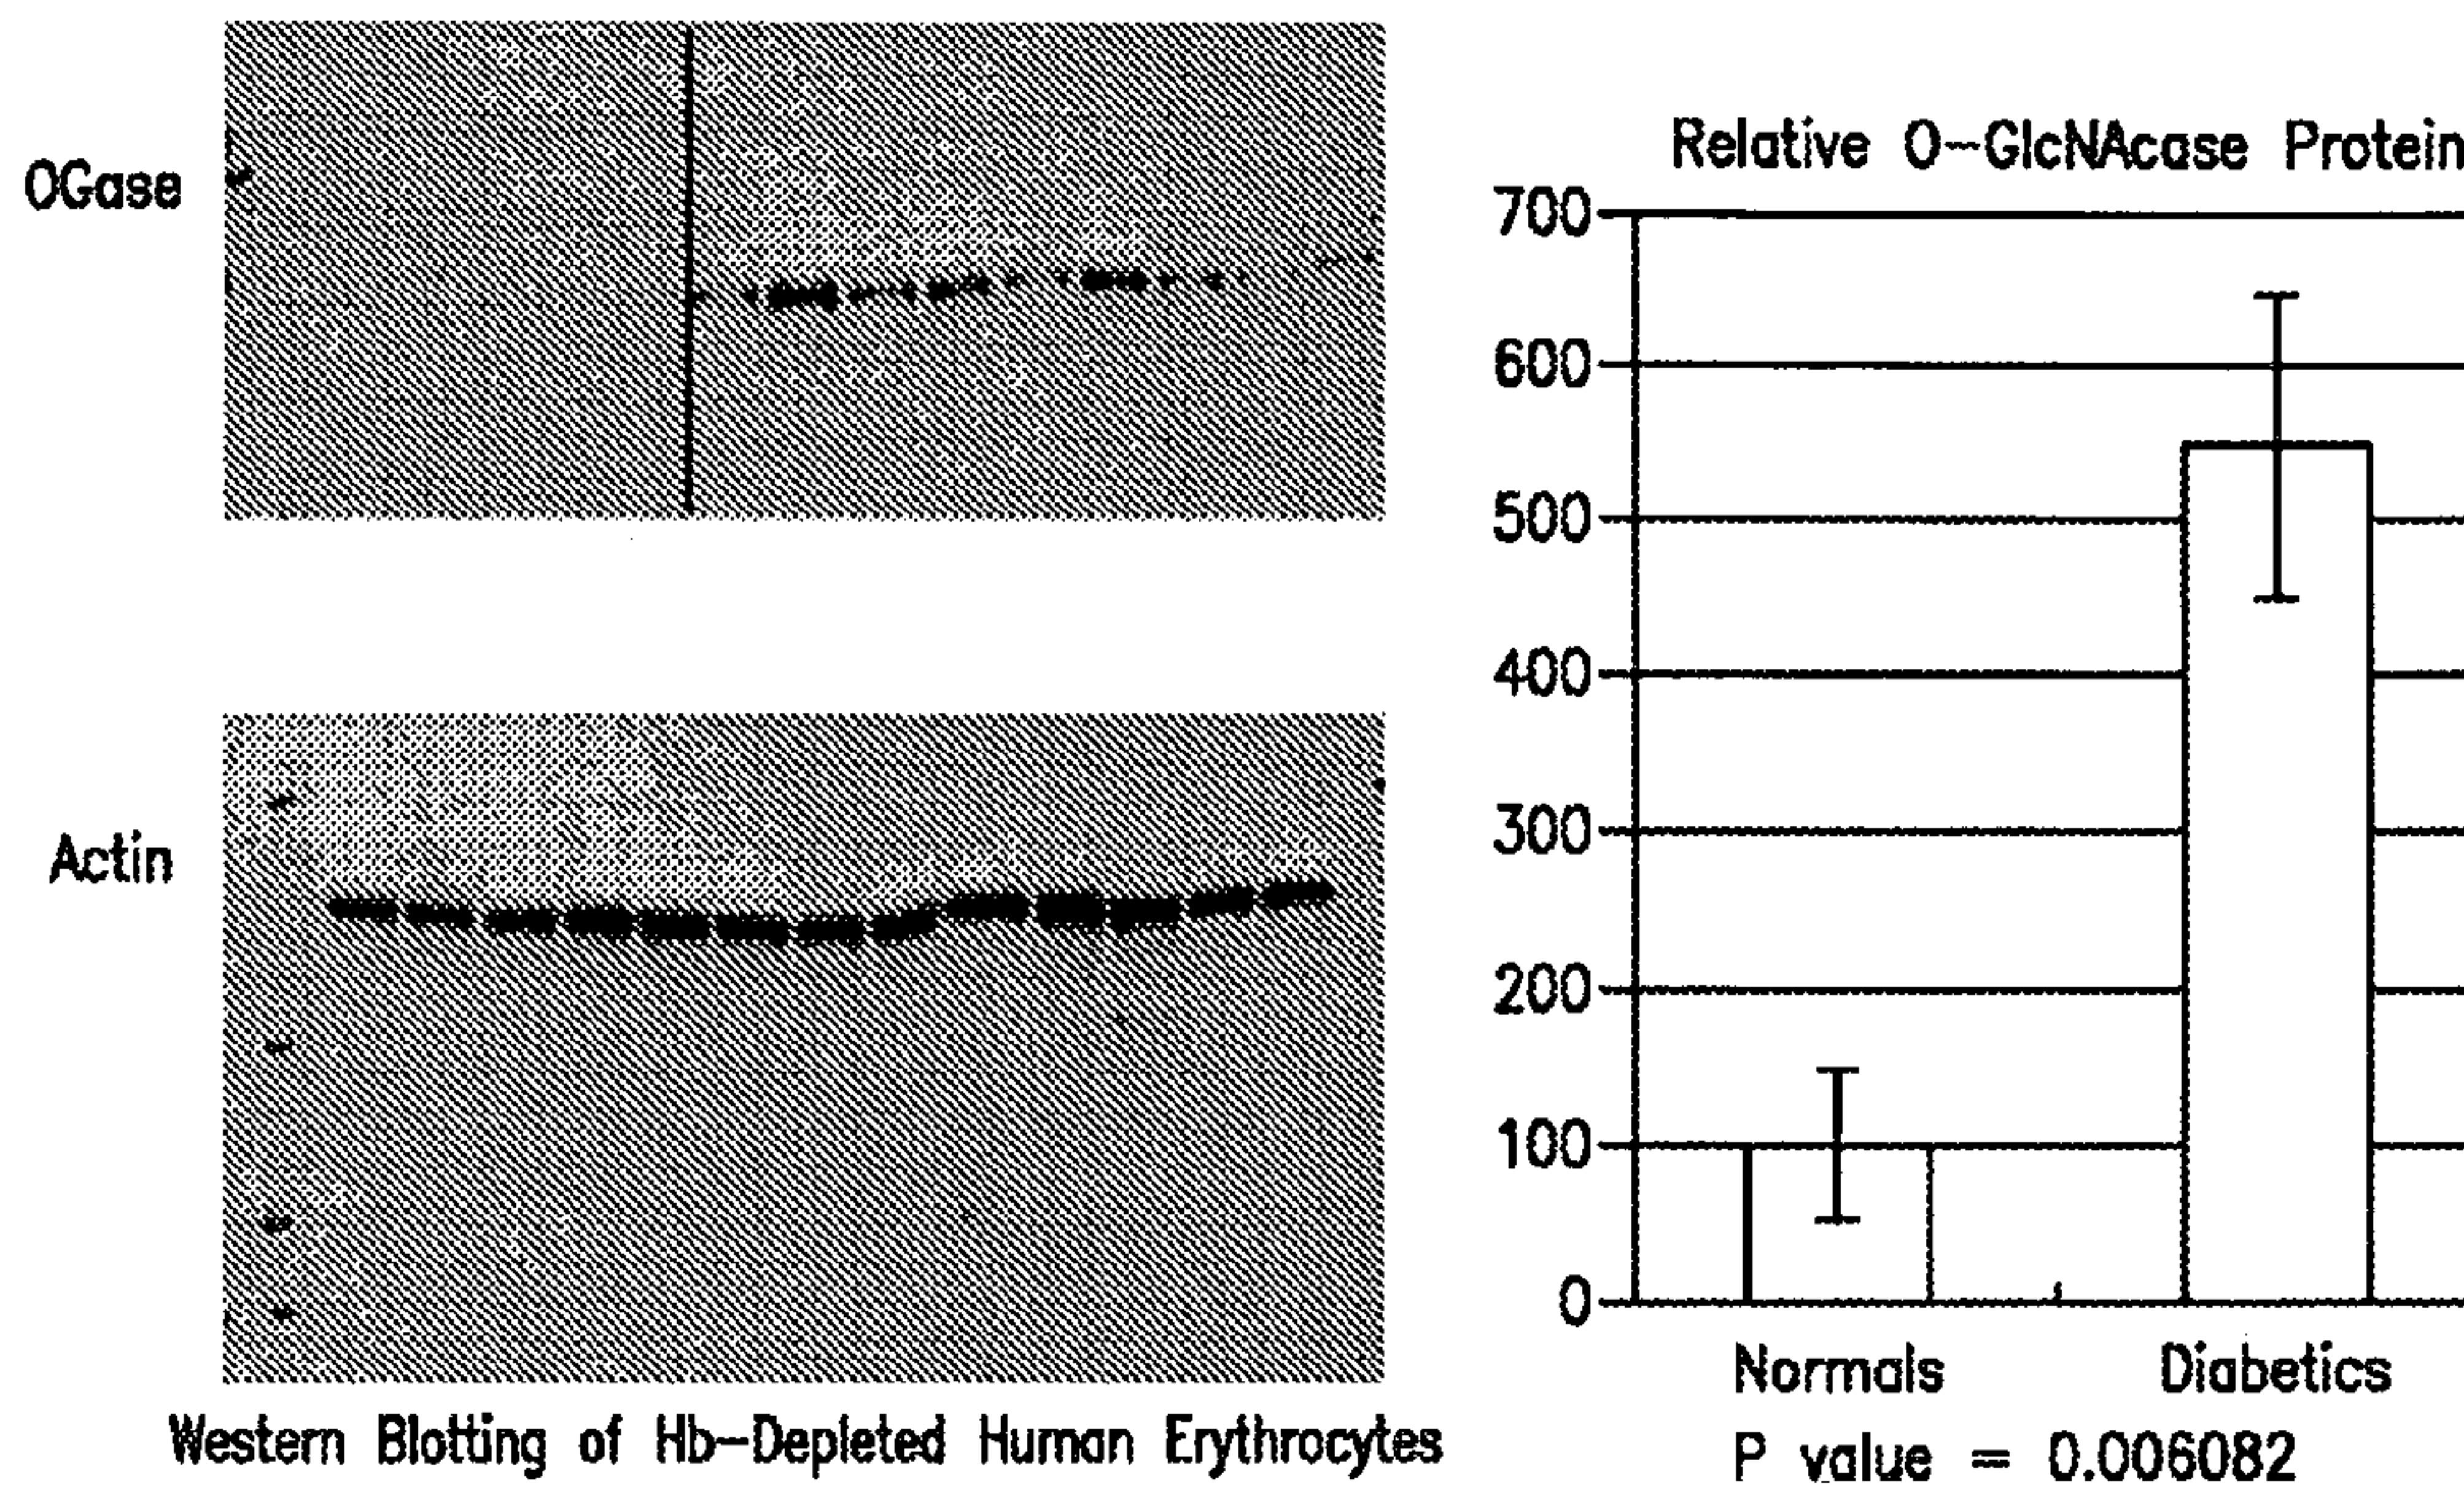 OGase
Actin
Western Blotting of Hb-Depleted Human Erythrocytes
Relative O-GlcNAcase Protein
700
600
500
400
300
200
100
0
Normals Diabetics
P value = 0.006082